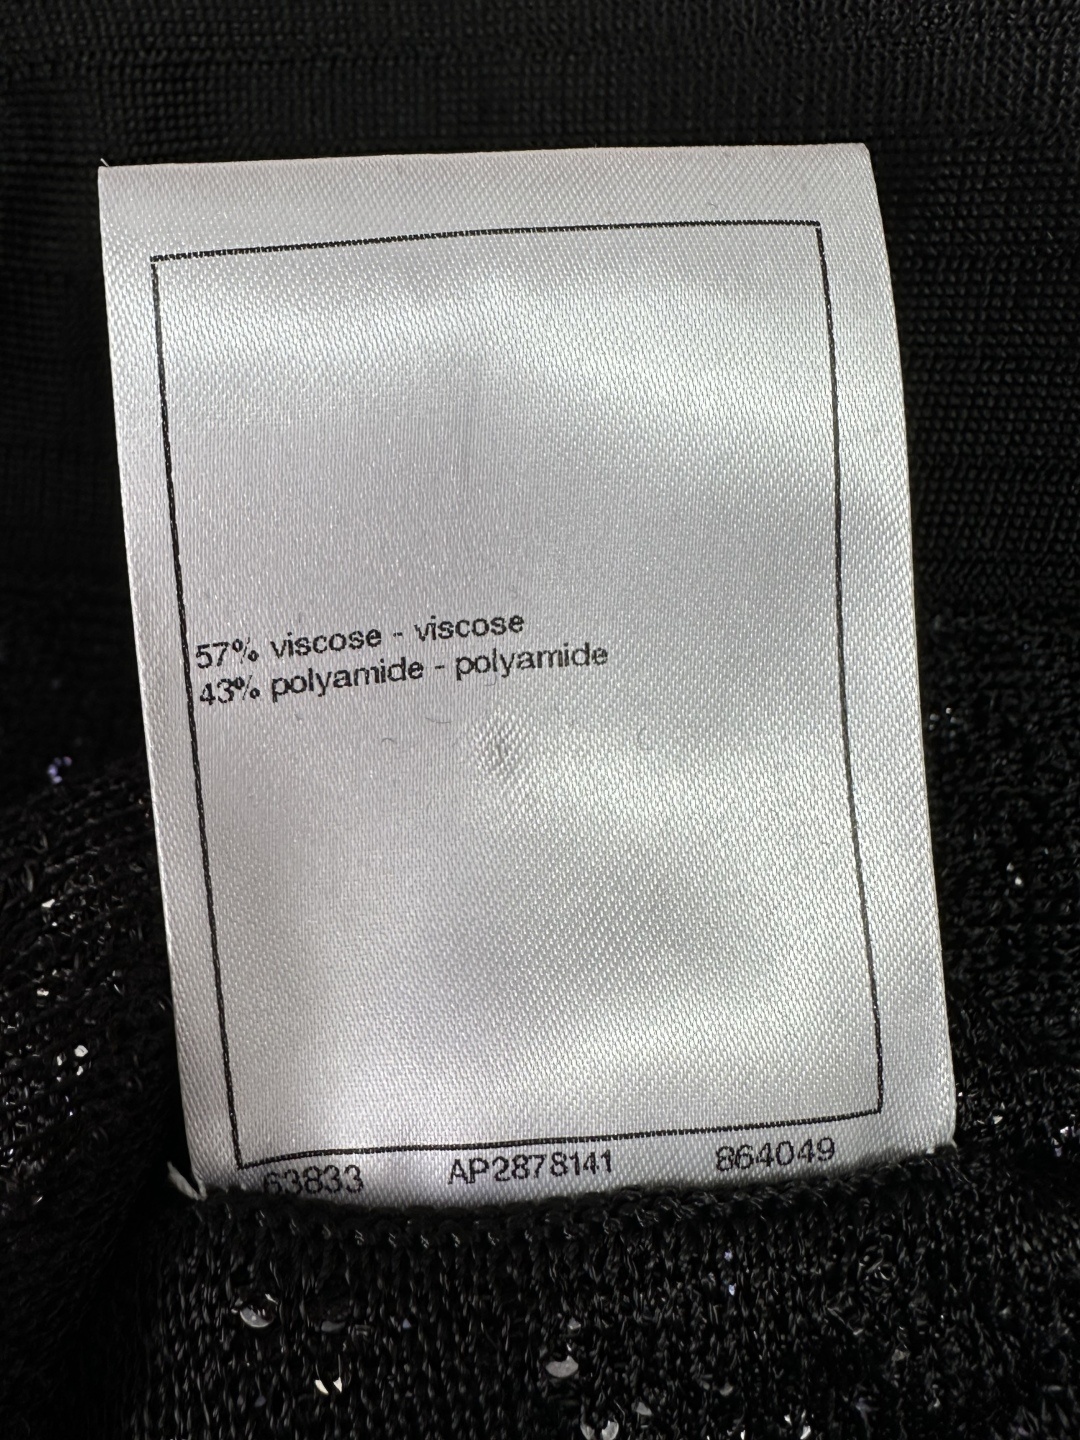 57% viscose - viscose
43% polyamide - polyamide
63833 AP2878141 864049